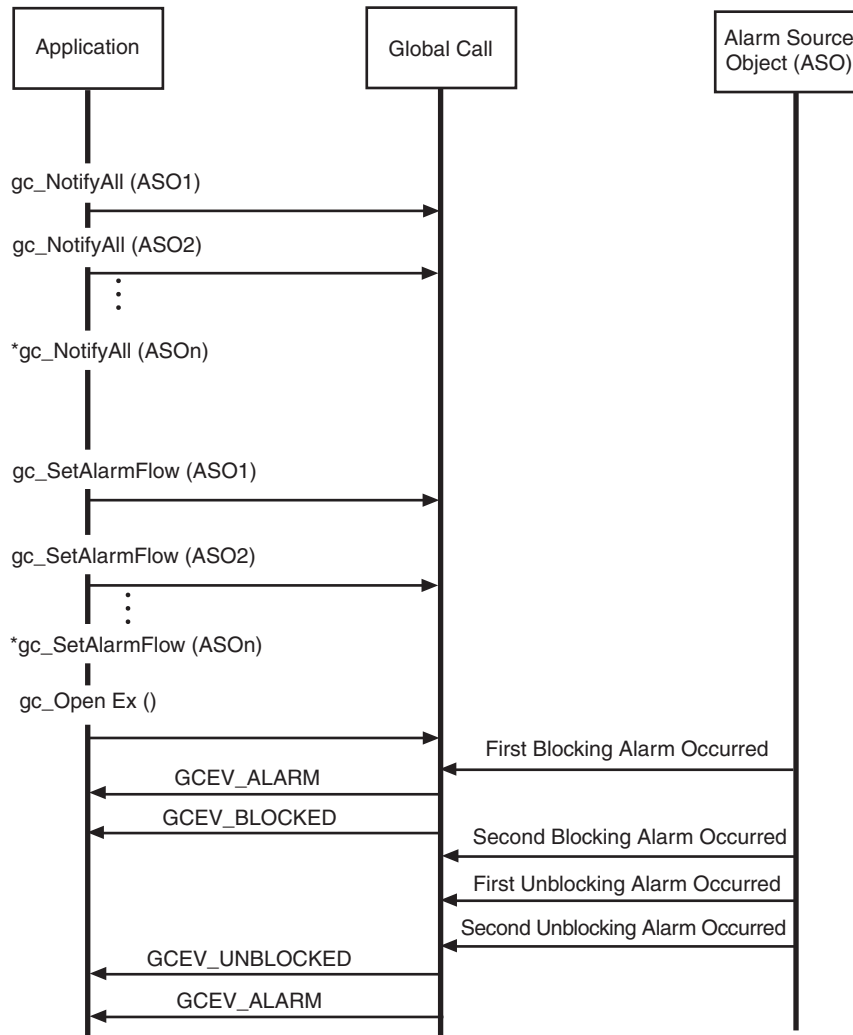 Application
Global Call
Alarm Source
Object (ASO)
gc_NotifyAll (ASO1)
gc_NotifyAll (ASO2)
*gc_NotifyAll (ASOn)
gc_SetAlarmFlow (ASO1)
gc_SetAlarmFlow (ASO2)
*gc_SetAlarmFlow (ASOn)
gc_Open Ex ()
First Blocking Alarm Occurred
GCEV_ALARM
GCEV_BLOCKED
Second Blocking Alarm Occurred
First Unblocking Alarm Occurred
Second Unblocking Alarm Occurred
GCEV_UNBLOCKED
GCEV_ALARM